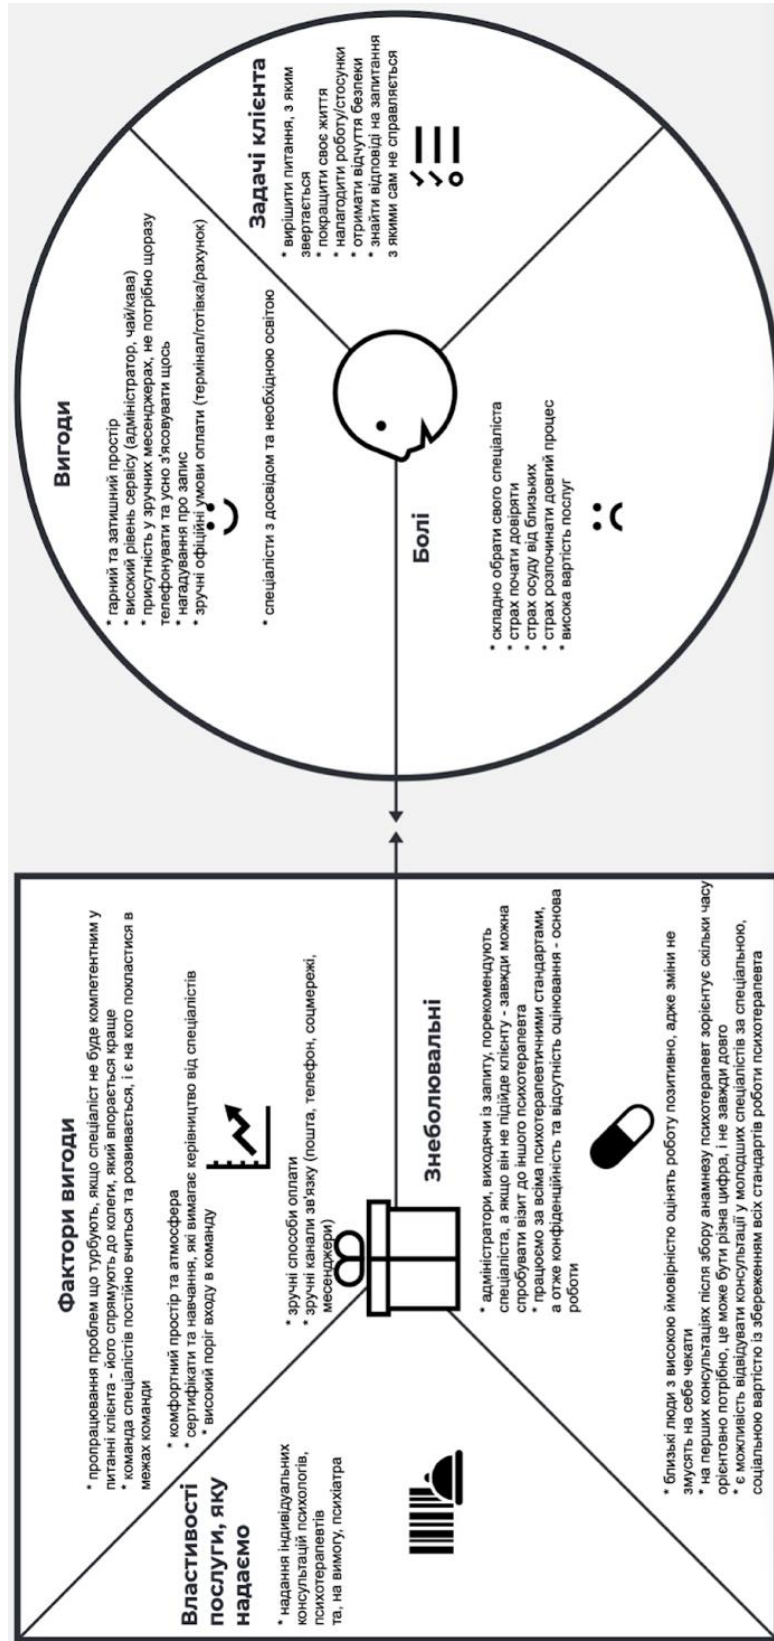 Фактори вигоди
* пропрацювання проблем що турбують, якщо спеціаліст не буде компетентним у
питанні клієнта - його спрямують до колеги, який впорається краще
* команда спеціалістів постійно вчиться та розвивається, і є на кого покластися в
межах команди
* комфортний простір та атмосфера
* сертифікати та навчання, які вимагає керівництво від спеціалістів
* високий поріг входу в команду
* зручні способи оплати
* зручні канали зв'язку (пошта, телефон, соцмережі,
месенджери)
Властивості
послуги, яку
надаємо
* надання індивідуальних
консультацій психологів,
психотерапевтів
та, на вимогу, психіатра
Знеболювальні
* адміністратори, виходячи із запиту, порекомендують
спеціаліста, а якщо він не підійде клієнту - завжди можна
спробувати візит до іншого психотерапевта
* працюємо за всіма психотерапевтичними стандартами,
а отже конфіденційність та відсутність оцінювання - основа
роботи
* близькі люди з високою ймовірністю оцінять роботу позитивно, адже зміни не
змусять на себе чекати
* на перших консультаціях після збору анамнезу психотерапевт зорієнтує скільки часу
орієнтовно потрібно, це може бути різна цифра, і не завжди довго
* є можливість відвідувати консультації у молодших спеціалістів за спеціальною,
соціальною вартістю із збереженням всіх стандартів роботи психотерапевта
Вигоди
* гарний та затишний простір
* високий рівень сервісу (адміністратор, чай/кава)
* присутність у зручних месенджерах, не потрібно щоразу
телефонувати та усно з'ясовувати щось
* нагадування про запис
* зручні офіційні умови оплати (термінал/готівка/рахунок)
* спеціалісти з досвідом та необхідною освітою
Задачі клієнта
* вирішити питання, з яким
звертається
* покращити своє життя
* налагодити роботу/стосунки
* отримати відчуття безпеки
* знайти відповіді на запитання
з якими сам не справляється
Болі
* складно обрати свого спеціаліста
* страх почати довіряти
* страх осуду від близьких
* страх розпочинати довгий процес
* висока вартість послуг